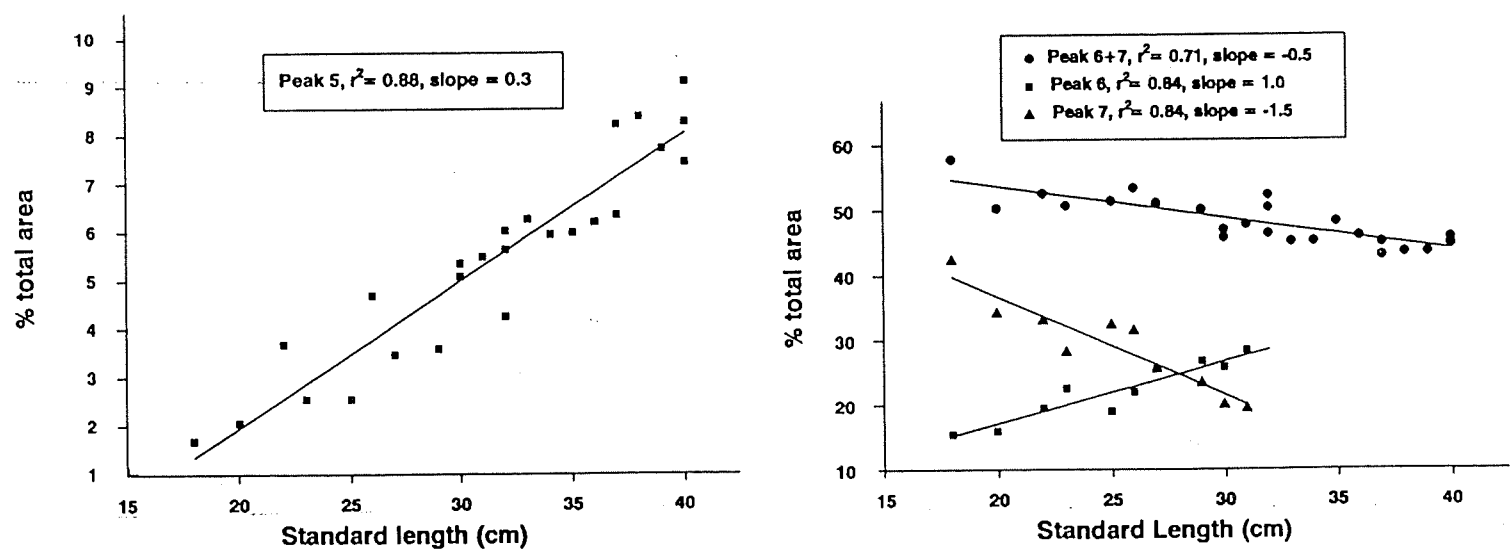 10
9
8
7
6
5
4
3
2
1
% total area
Peak 5, r²= 0.88, slope = 0.3
15 20 25 30 35 40
Standard length (cm)
Peak 6+7, r²= 0.71, slope = -0.5
Peak 6, r²= 0.84, slope = 1.0
Peak 7, r²= 0.84, slope = -1.5
60
50
40
30
20
10
% total area
15 20 25 30 35 40
Standard Length (cm)